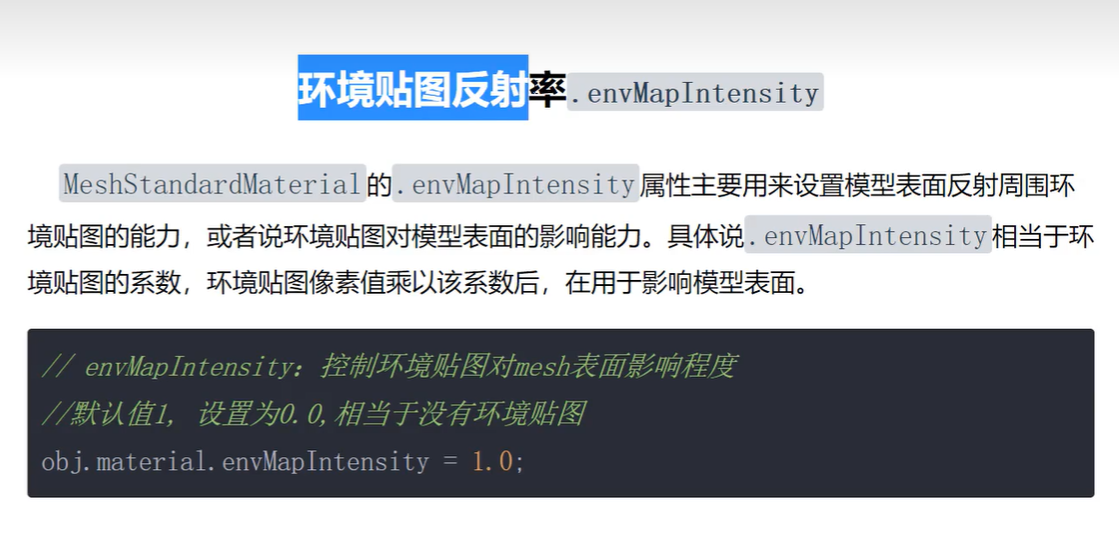 环境贴图反射率.envMapIntensity
MeshStandardMaterial的.envMapIntensity属性主要用来设置模型表面反射周围环
境贴图的能力，或者说环境贴图对模型表面的影响能力。具体说.envMapIntensity相当于环
境贴图的系数，环境贴图像素值乘以该系数后，在用于影响模型表面。
// envMapIntensity：控制环境贴图对mesh表面影响程度
//默认值1, 设置为0.0,相当于没有环境贴图
obj.material.envMapIntensity = 1.0;